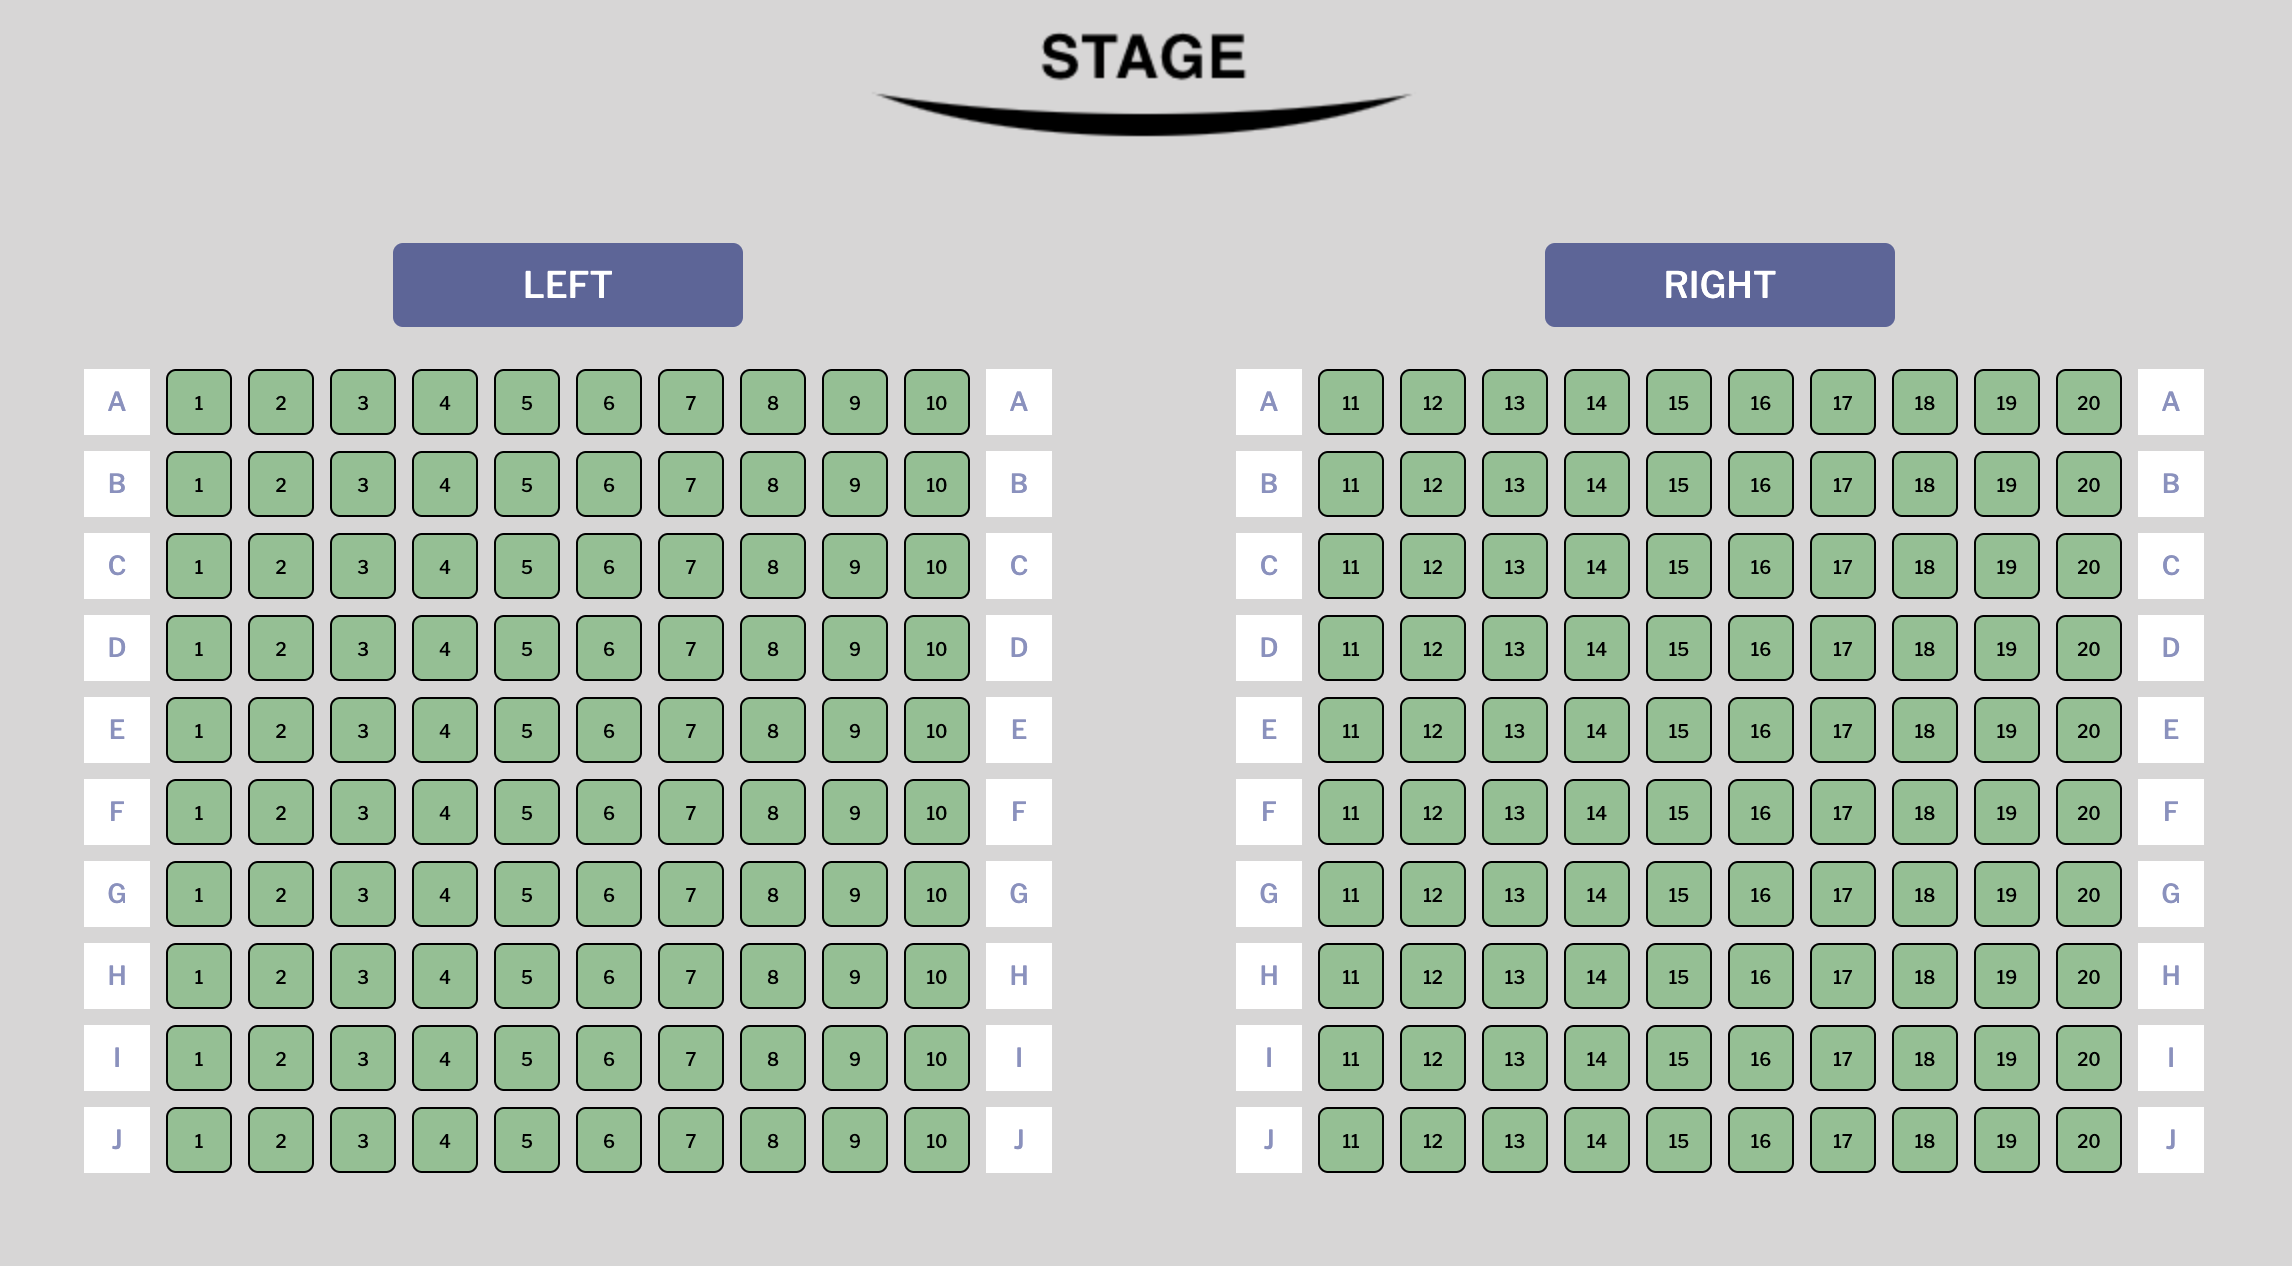 STAGE
LEFT RIGHT
A 1 2 3 4 5 6 7 8 9 10 A A 11 12 13 14 15 16 17 18 19 20 A
B 1 2 3 4 5 6 7 8 9 10 B B 11 12 13 14 15 16 17 18 19 20 B
C 1 2 3 4 5 6 7 8 9 10 C C 11 12 13 14 15 16 17 18 19 20 C
D 1 2 3 4 5 6 7 8 9 10 D D 11 12 13 14 15 16 17 18 19 20 D
E 1 2 3 4 5 6 7 8 9 10 E E 11 12 13 14 15 16 17 18 19 20 E
F 1 2 3 4 5 6 7 8 9 10 F F 11 12 13 14 15 16 17 18 19 20 F
G 1 2 3 4 5 6 7 8 9 10 G G 11 12 13 14 15 16 17 18 19 20 G
H 1 2 3 4 5 6 7 8 9 10 H H 11 12 13 14 15 16 17 18 19 20 H
I 1 2 3 4 5 6 7 8 9 10 I I 11 12 13 14 15 16 17 18 19 20 I
J 1 2 3 4 5 6 7 8 9 10 J J 11 12 13 14 15 16 17 18 19 20 J